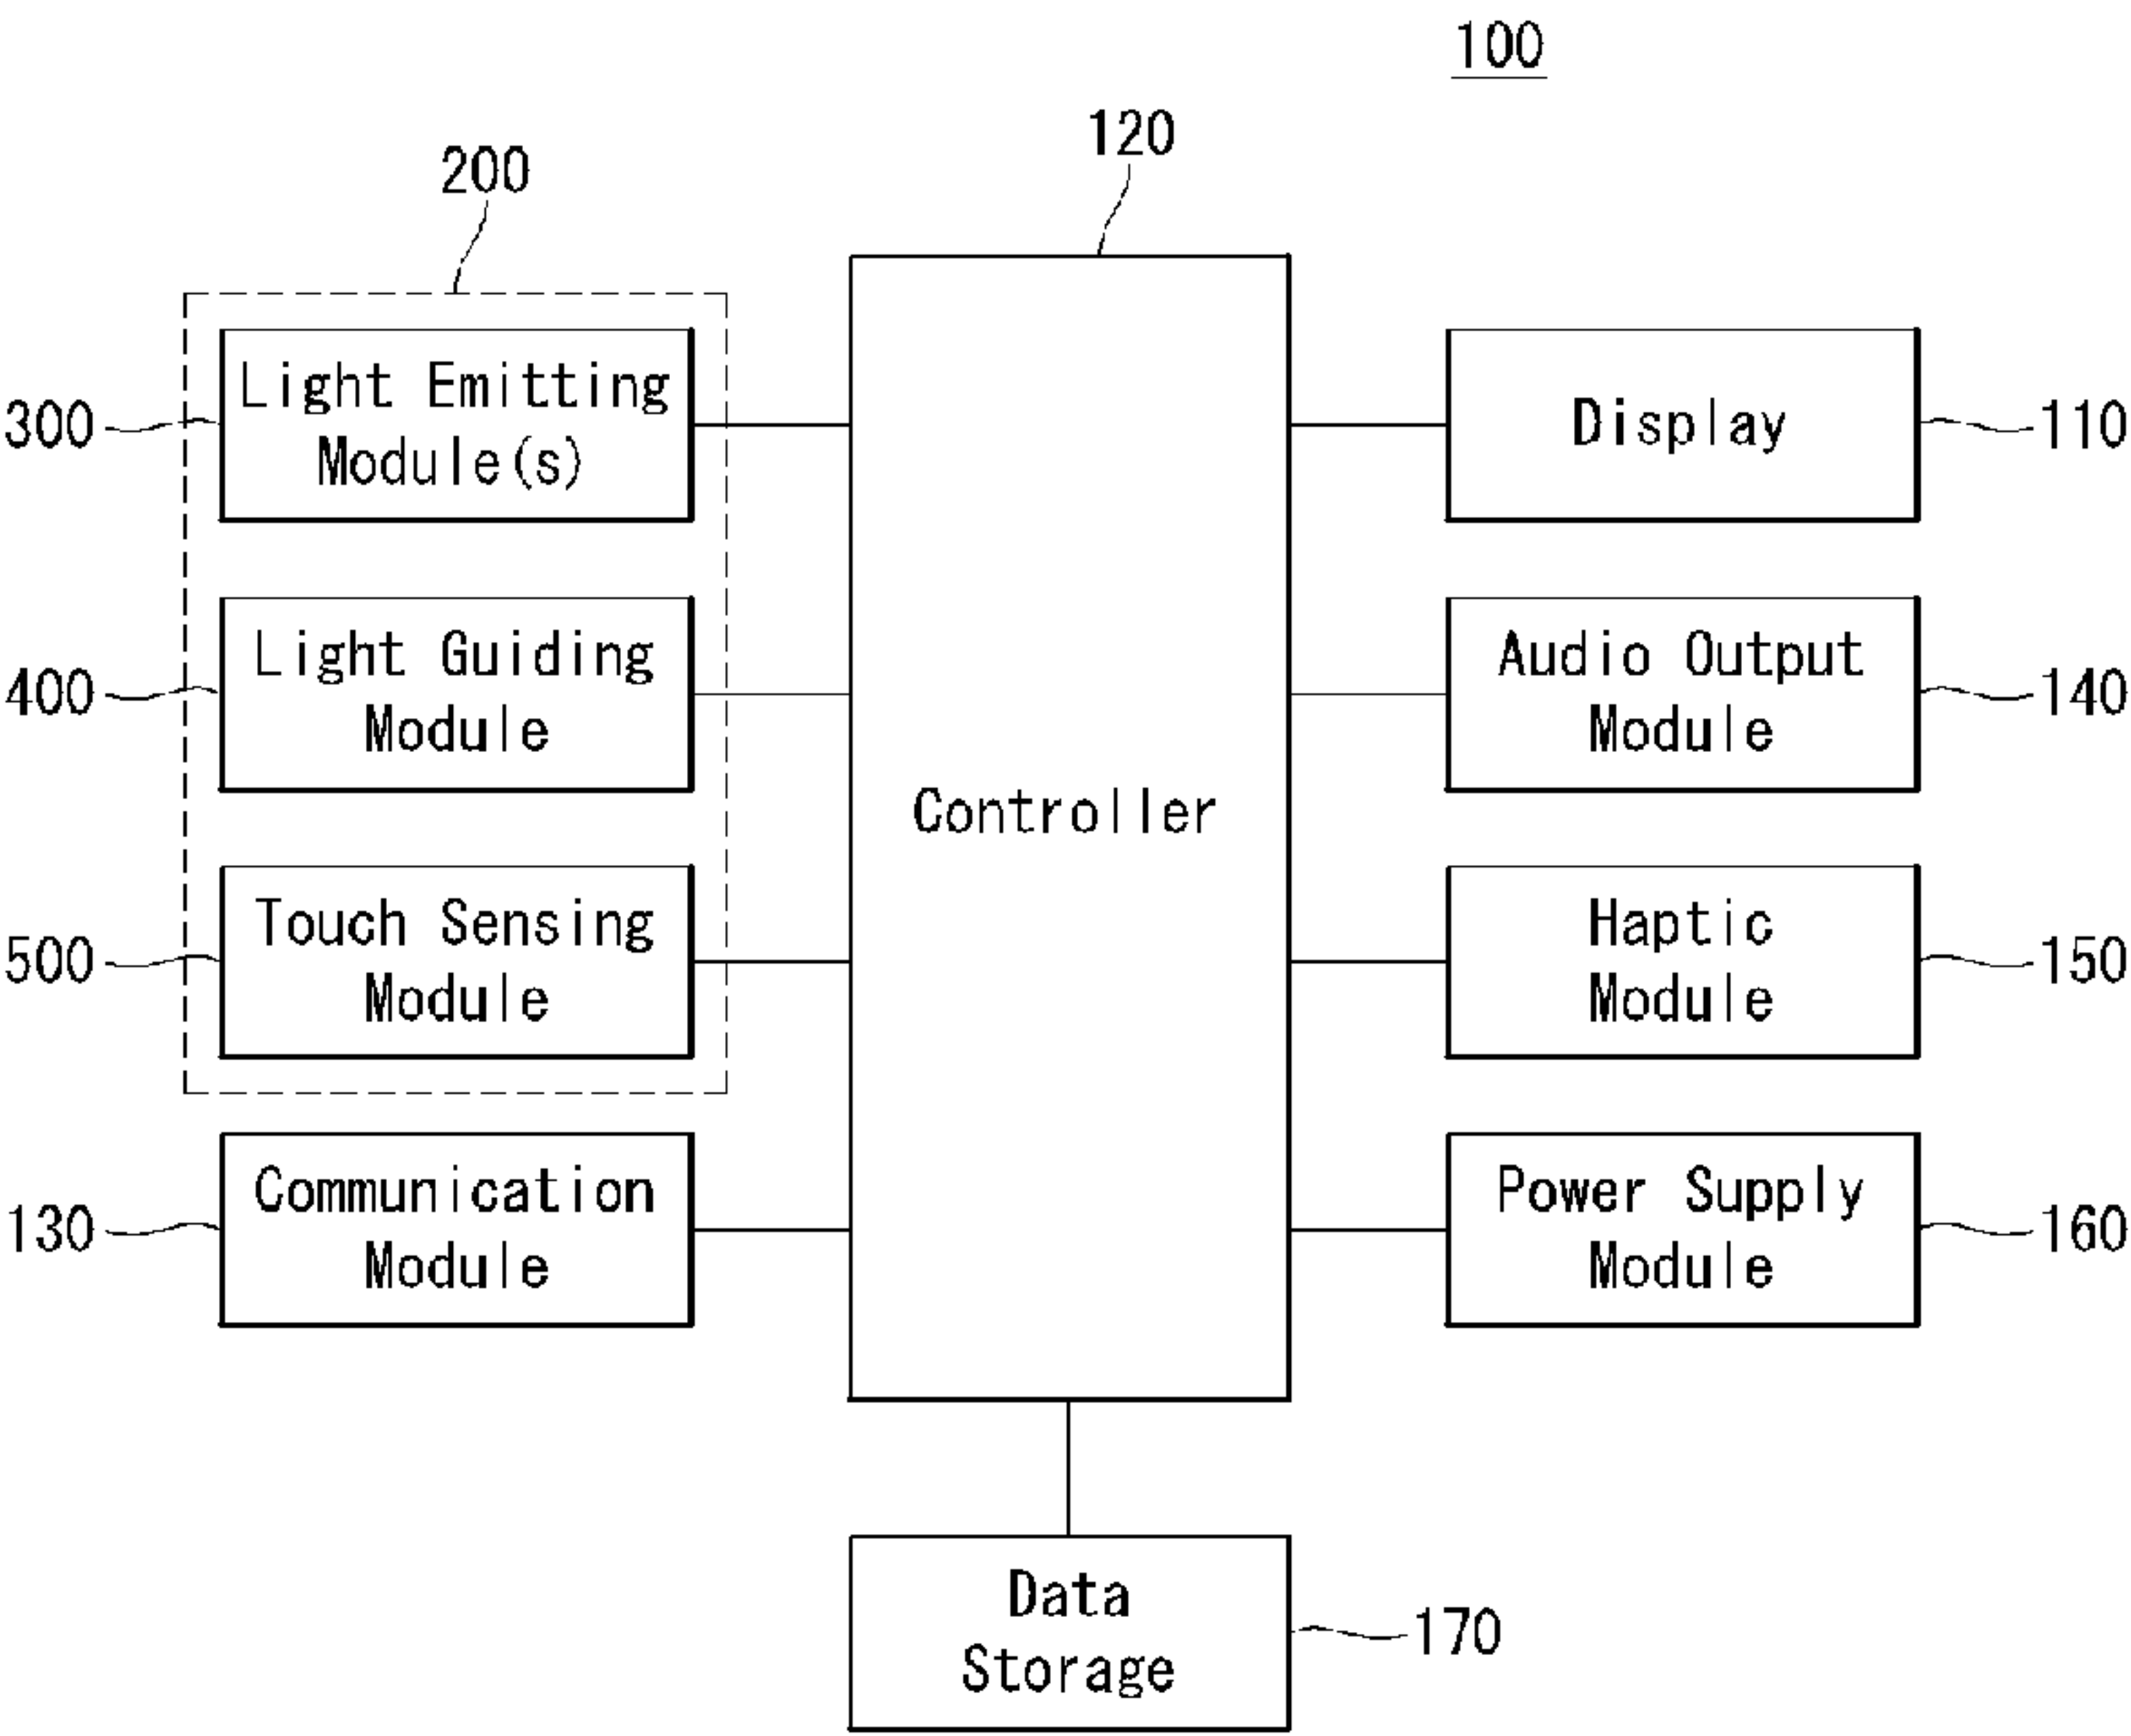 100
120
200
300
Light Emitting
Module(s)
Display
110
400
Light Guiding
Module
Audio Output
Module
140
Controller
500
Touch Sensing
Module
Haptic
Module
150
130
Communication
Module
Power Supply
Module
160
Data
Storage
170